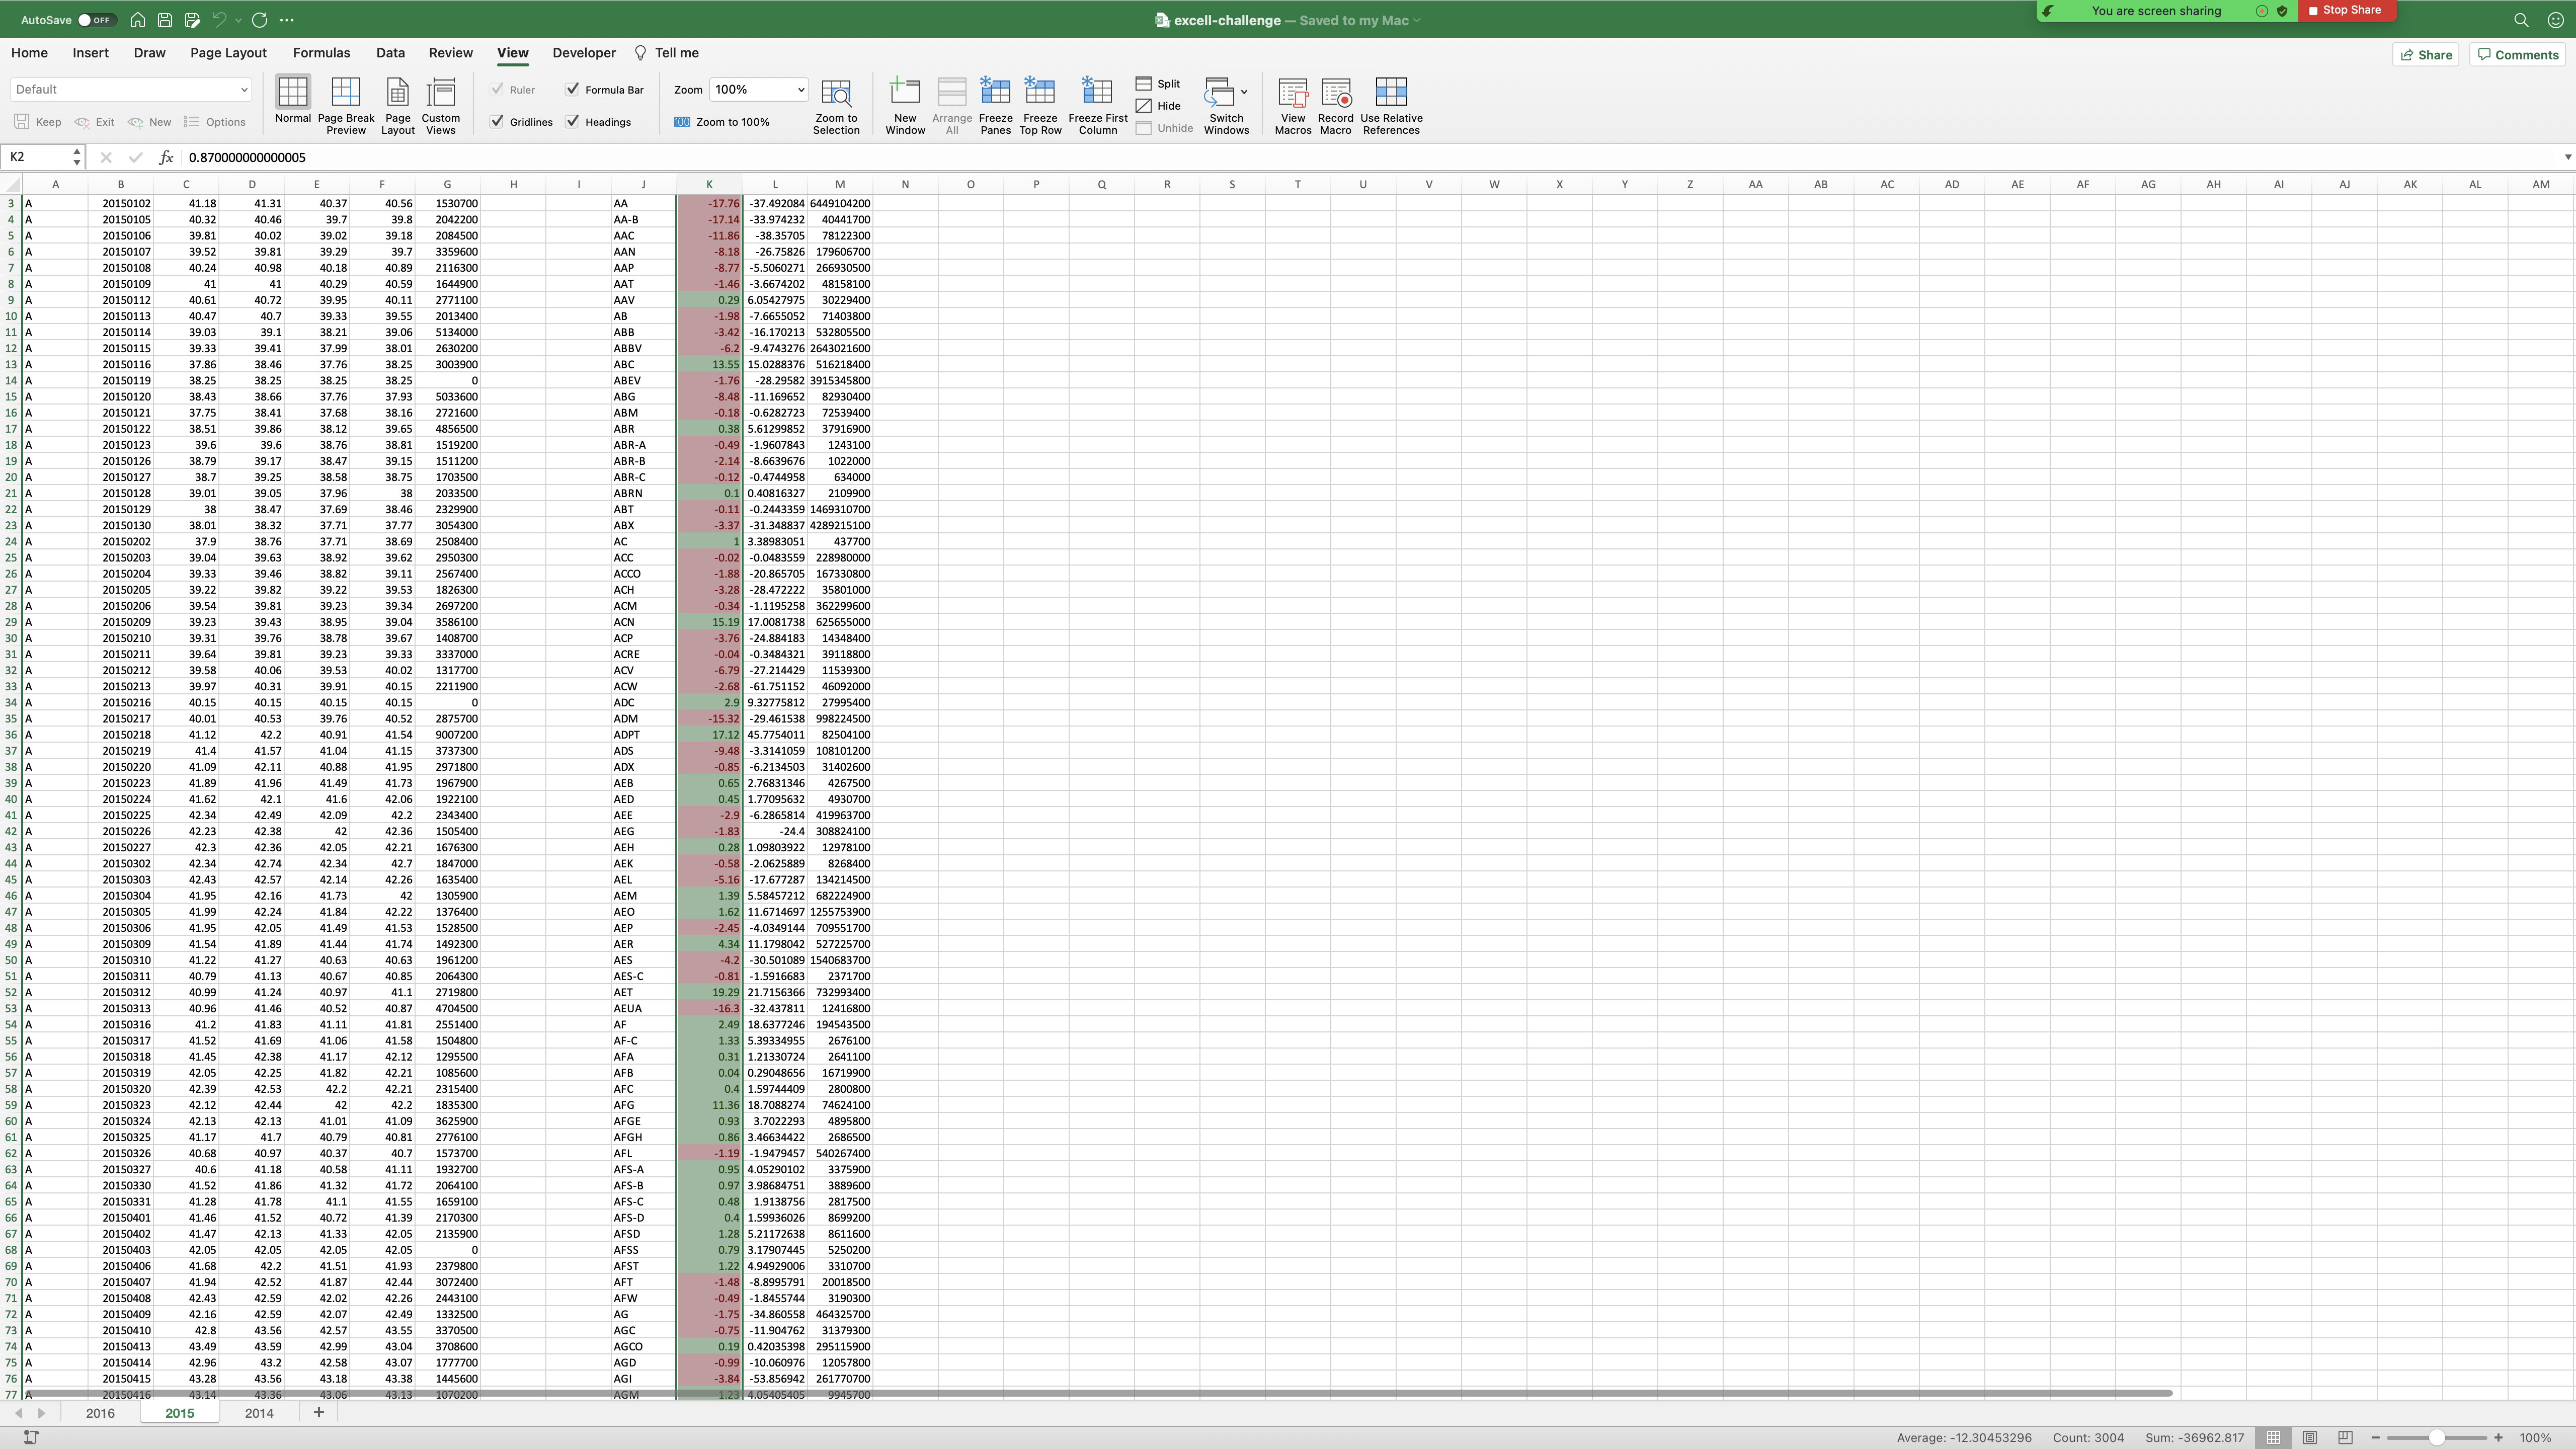 AutoSave OFF excell-challenge — Saved to my Mac You are screen sharing Stop Share
Home Insert Draw Page Layout Formulas Data Review View Developer Tell me Share Comments
Default Ruler Formula Bar Zoom 100% Split
Keep Exit New Options Gridlines Headings 100 Zoom to 100% Hide
Normal Page Break Preview Page Layout Custom Views Zoom to Selection New Window Arrange All Freeze Panes Freeze Top Row Freeze First Column Unhide Switch Windows View Macros Record Macro Use Relative References
K2 fx 0.870000000000005
A B C D E F G H I J K L M N O P Q R S T U V W X Y Z AA AB AC AD AE AF AG AH AI AJ AK AL AM
3 A 20150102 41.18 41.31 40.37 40.56 1530700 AA -17.76 -37.492084 6449104200
4 A 20150105 40.32 40.46 39.7 39.8 2042200 AA-B -17.14 -33.974232 40441700
5 A 20150106 39.81 40.02 39.02 39.18 2084500 AAC -11.86 -38.35705 78122300
6 A 20150107 39.52 39.81 39.29 39.7 3359600 AAN -8.18 -26.75826 179606700
7 A 20150108 40.24 40.98 40.18 40.89 2116300 AAP -8.77 -5.5060271 266930500
8 A 20150109 41 41 40.29 40.59 1644900 AAT -1.46 -3.6674202 48158100
9 A 20150112 40.61 40.72 39.95 40.11 2771100 AAV 0.29 6.05427975 30229400
10 A 20150113 40.47 40.7 39.33 39.55 2013400 AB -1.98 -7.6655052 71403800
11 A 20150114 39.03 39.1 38.21 39.06 5134000 ABB -3.42 -16.170213 532805500
12 A 20150115 39.33 39.41 37.99 38.01 2630200 ABBV -6.2 -9.4743276 2643021600
13 A 20150116 37.86 38.46 37.76 38.25 3003900 ABC 13.55 15.0288376 516218400
14 A 20150119 38.25 38.25 38.25 38.25 0 ABEV -1.76 -28.29582 3915345800
15 A 20150120 38.43 38.66 37.76 37.93 5033600 ABG -8.48 -11.169652 82930400
16 A 20150121 37.75 38.41 37.68 38.16 2721600 ABM -0.18 -0.6282723 72539400
17 A 20150122 38.51 39.86 38.12 39.65 4856500 ABR 0.38 5.61299852 37916900
18 A 20150123 39.6 39.6 38.76 38.81 1519200 ABR-A -0.49 -1.9607843 1243100
19 A 20150126 38.79 39.17 38.47 39.15 1511200 ABR-B -2.14 -8.6639676 1022000
20 A 20150127 38.7 39.25 38.58 38.75 1703500 ABR-C -0.12 -0.4744958 634000
21 A 20150128 39.01 39.05 37.96 38 2033500 ABRN 0.1 0.40816327 2109900
22 A 20150129 38 38.47 37.69 38.46 2329900 ABT -0.11 -0.2443359 1469310700
23 A 20150130 38.01 38.32 37.71 37.77 3054300 ABX -3.37 -31.348837 4289215100
24 A 20150202 37.9 38.76 37.71 38.69 2508400 AC 1 3.38983051 437700
25 A 20150203 39.04 39.63 38.92 39.62 2950300 ACC -0.02 -0.0483559 228980000
26 A 20150204 39.33 39.46 38.82 39.11 2567400 ACCO -1.88 -20.865705 167330800
27 A 20150205 39.22 39.82 39.22 39.53 1826300 ACH -3.28 -28.472222 35801000
28 A 20150206 39.54 39.81 39.23 39.34 2697200 ACM -0.34 -1.1195258 362299600
29 A 20150209 39.23 39.43 38.95 39.04 3586100 ACN 15.19 17.0081738 625655000
30 A 20150210 39.31 39.76 38.78 39.67 1408700 ACP -3.76 -24.884183 14348400
31 A 20150211 39.64 39.81 39.23 39.33 3337000 ACRE -0.04 -0.3484321 39118800
32 A 20150212 39.58 40.06 39.53 40.02 1317700 ACV -6.79 -27.214429 11539300
33 A 20150213 39.97 40.31 39.91 40.15 2211900 ACW -2.68 -61.751152 46092000
34 A 20150216 40.15 40.15 40.15 40.15 0 ADC 2.9 9.32775812 27995400
35 A 20150217 40.01 40.53 39.76 40.52 2875700 ADM -15.32 -29.461538 998224500
36 A 20150218 41.12 42.2 40.91 41.54 9007200 ADPT 17.12 45.7754011 82504100
37 A 20150219 41.4 41.57 41.04 41.15 3737300 ADS -9.48 -3.3141059 108101200
38 A 20150220 41.09 42.11 40.88 41.95 2971800 ADX -0.85 -6.2134503 31402600
39 A 20150223 41.89 41.96 41.49 41.73 1967900 AEB 0.65 2.76831346 4267500
40 A 20150224 41.62 42.1 41.6 42.06 1922100 AED 0.45 1.77095632 4930700
41 A 20150225 42.34 42.49 42.09 42.2 2343400 AEE -2.9 -6.2865814 419963700
42 A 20150226 42.23 42.38 42 42.36 1505400 AEG -1.83 -24.4 308824100
43 A 20150227 42.3 42.36 42.05 42.21 1676300 AEH 0.28 1.09803922 12978100
44 A 20150302 42.34 42.74 42.34 42.7 1847000 AEK -0.58 -2.0625889 8268400
45 A 20150303 42.43 42.57 42.14 42.26 1635400 AEL -5.16 -17.677287 134214500
46 A 20150304 41.95 42.16 41.73 42 1305900 AEM 1.39 5.58457212 682224900
47 A 20150305 41.99 42.24 41.84 42.22 1376400 AEO 1.62 11.6714697 1255753900
48 A 20150306 41.95 42.05 41.49 41.53 1528500 AEP -2.45 -4.0349144 709551700
49 A 20150309 41.54 41.89 41.44 41.74 1492300 AER 4.34 11.1798042 527225700
50 A 20150310 41.22 41.27 40.63 40.63 1961200 AES -4.2 -30.501089 1540683700
51 A 20150311 40.79 41.13 40.67 40.85 2064300 AES-C -0.81 -1.5916683 2371700
52 A 20150312 40.99 41.24 40.97 41.1 2719800 AET 19.29 21.7156366 732993400
53 A 20150313 40.96 41.46 40.52 40.87 4704500 AEUA -16.3 -32.437811 12416800
54 A 20150316 41.2 41.83 41.11 41.81 2551400 AF 2.49 18.6377246 194543500
55 A 20150317 41.52 41.69 41.06 41.58 1504800 AF-C 1.33 5.39334955 2676100
56 A 20150318 41.45 42.38 41.17 42.12 1295500 AFA 0.31 1.21330724 2641100
57 A 20150319 42.05 42.25 41.82 42.21 1085600 AFB 0.04 0.29048656 16719900
58 A 20150320 42.39 42.53 42.2 42.21 2315400 AFC 0.4 1.59744409 2800800
59 A 20150323 42.12 42.44 42 42.2 1835300 AFG 11.36 18.7088274 74624100
60 A 20150324 42.13 42.13 41.01 41.09 3625900 AFGE 0.93 3.7022293 4895800
61 A 20150325 41.17 41.7 40.79 40.81 2776100 AFGH 0.86 3.46634422 2686500
62 A 20150326 40.68 40.97 40.37 40.7 1573700 AFL -1.19 -1.9479457 540267400
63 A 20150327 40.6 41.18 40.58 41.11 1932700 AFS-A 0.95 4.05290102 3375900
64 A 20150330 41.52 41.86 41.32 41.72 2064100 AFS-B 0.97 3.98684751 3889600
65 A 20150331 41.28 41.78 41.1 41.55 1659100 AFS-C 0.48 1.9138756 2817500
66 A 20150401 41.46 41.52 40.72 41.39 2170300 AFS-D 0.4 1.59936026 8699200
67 A 20150402 41.47 42.13 41.33 42.05 2135900 AFSD 1.28 5.21172638 8611600
68 A 20150403 42.05 42.05 42.05 42.05 0 AFSS 0.79 3.17907445 5250200
69 A 20150406 41.68 42.2 41.51 41.93 2379800 AFST 1.22 4.94929006 3310700
70 A 20150407 41.94 42.52 41.87 42.44 3072400 AFT -1.48 -8.8995791 20018500
71 A 20150408 42.43 42.59 42.02 42.26 2443100 AFW -0.49 -1.8455744 3190300
72 A 20150409 42.16 42.59 42.07 42.49 1332500 AG -1.75 -34.860558 464325700
73 A 20150410 42.8 43.56 42.57 43.55 3370500 AGC -0.75 -11.904762 31379300
74 A 20150413 43.49 43.59 42.99 43.04 3708600 AGCO 0.19 0.42035398 295115900
75 A 20150414 42.96 43.2 42.58 43.07 1777700 AGD -0.99 -10.060976 12057800
76 A 20150415 43.28 43.56 43.18 43.38 1445600 AGI -3.84 -53.856942 261770700
77 A 20150416 43.14 43.36 43.06 43.13 1070200 AGM 1.23 4.05405405 9945700
2016 2015 2014 +
Average: -12.30453296 Count: 3004 Sum: -36962.817 100%